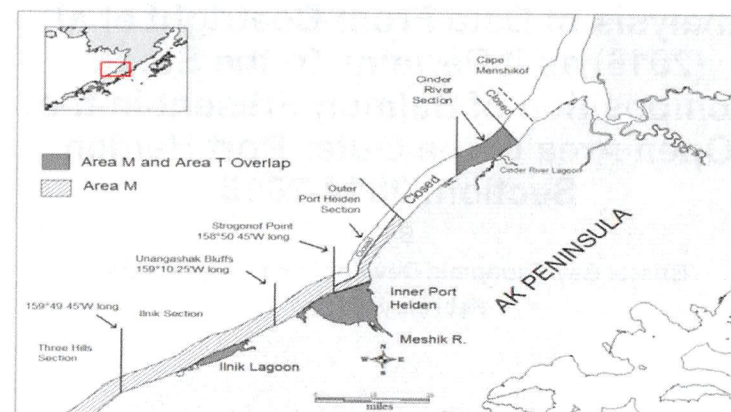 Cape
Menshikof
Cinder
River
Section
Closed
Cinder River Lagoon
Area M and Area T Overlap
Area M
Outer
Port Heiden
Section
Closed
Strogonof Point
158° 50 45'W long.
Unangashak Bluffs
159° 10.25'W long.
159° 49.45'W long.
Ilnik Section
Three Hills
Section
Inner Port
Heiden
Meshik R.
Ilnik Lagoon
AK PENINSULA
N
W E
S
miles